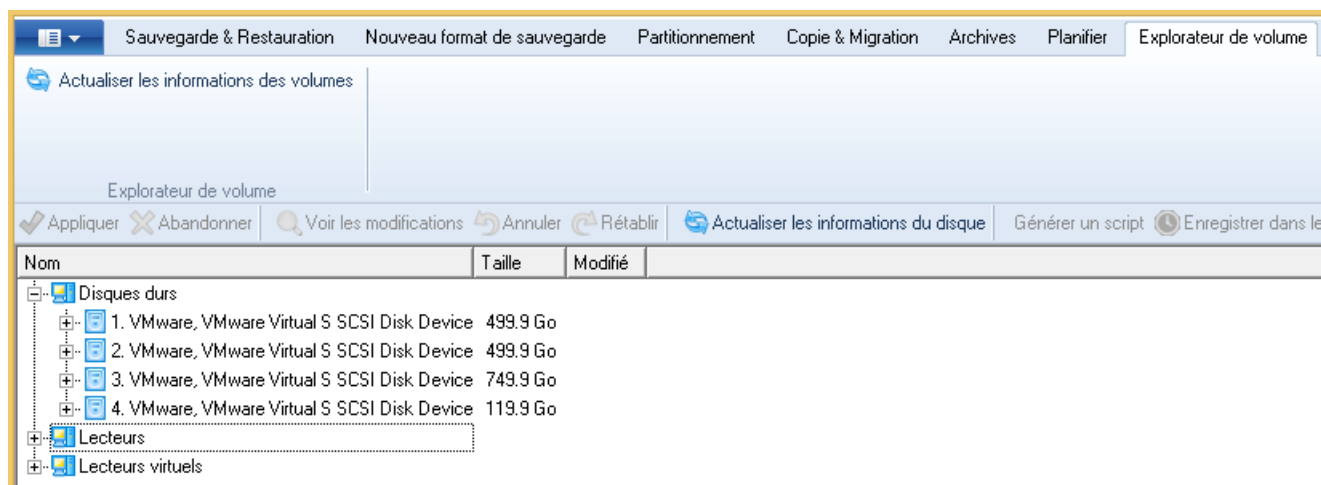 Sauvegarde & Restauration Nouveau format de sauvegarde Partitionnement Copie & Migration Archives Planifier Explorateur de volume
Actualiser les informations des volumes
Explorateur de volume
Appliquer Abandonner Voir les modifications Annuler Rétablir Actualiser les informations du disque Générer un script Enregistrer dans le
Nom Taille Modifié
Disques durs
1. VMware, VMware Virtual S SCSI Disk Device 499.9 Go
2. VMware, VMware Virtual S SCSI Disk Device 499.9 Go
3. VMware, VMware Virtual S SCSI Disk Device 749.9 Go
4. VMware, VMware Virtual S SCSI Disk Device 119.9 Go
Lecteurs
Lecteurs virtuels